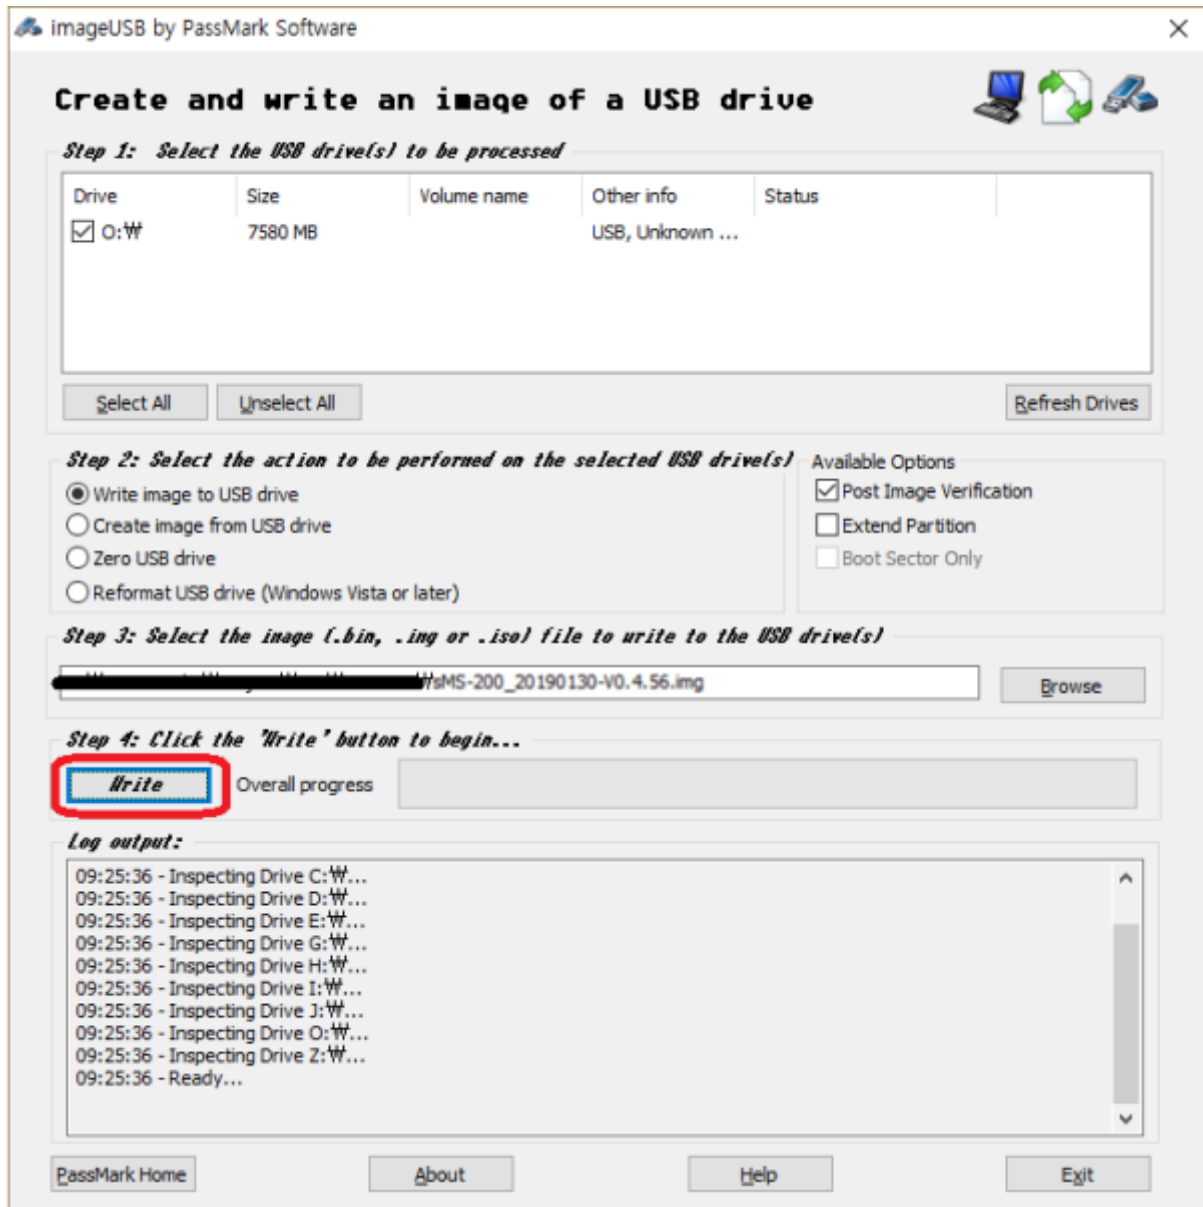 imageUSB by PassMark Software
Create and write an image of a USB drive
Step 1: Select the USB drive(s) to be processed
Drive Size Volume name Other info Status
O:₩ 7580 MB USB, Unknown ...
Select All Unselect All Refresh Drives
Step 2: Select the action to be performed on the selected USB drive(s) Available Options
Write image to USB drive Post Image Verification
Create image from USB drive Extend Partition
Zero USB drive Boot Sector Only
Reformat USB drive (Windows Vista or later)
Step 3: Select the image (.bin, .img or .iso) file to write to the USB drive(s)
₩sMS-200_20190130-V0.4.56.img Browse
Step 4: Click the 'Write' button to begin...
Write Overall progress
Log output:
09:25:36 - Inspecting Drive C:₩...
09:25:36 - Inspecting Drive D:₩...
09:25:36 - Inspecting Drive E:₩...
09:25:36 - Inspecting Drive G:₩...
09:25:36 - Inspecting Drive H:₩...
09:25:36 - Inspecting Drive I:₩...
09:25:36 - Inspecting Drive J:₩...
09:25:36 - Inspecting Drive O:₩...
09:25:36 - Inspecting Drive Z:₩...
09:25:36 - Ready...
PassMark Home About Help Exit